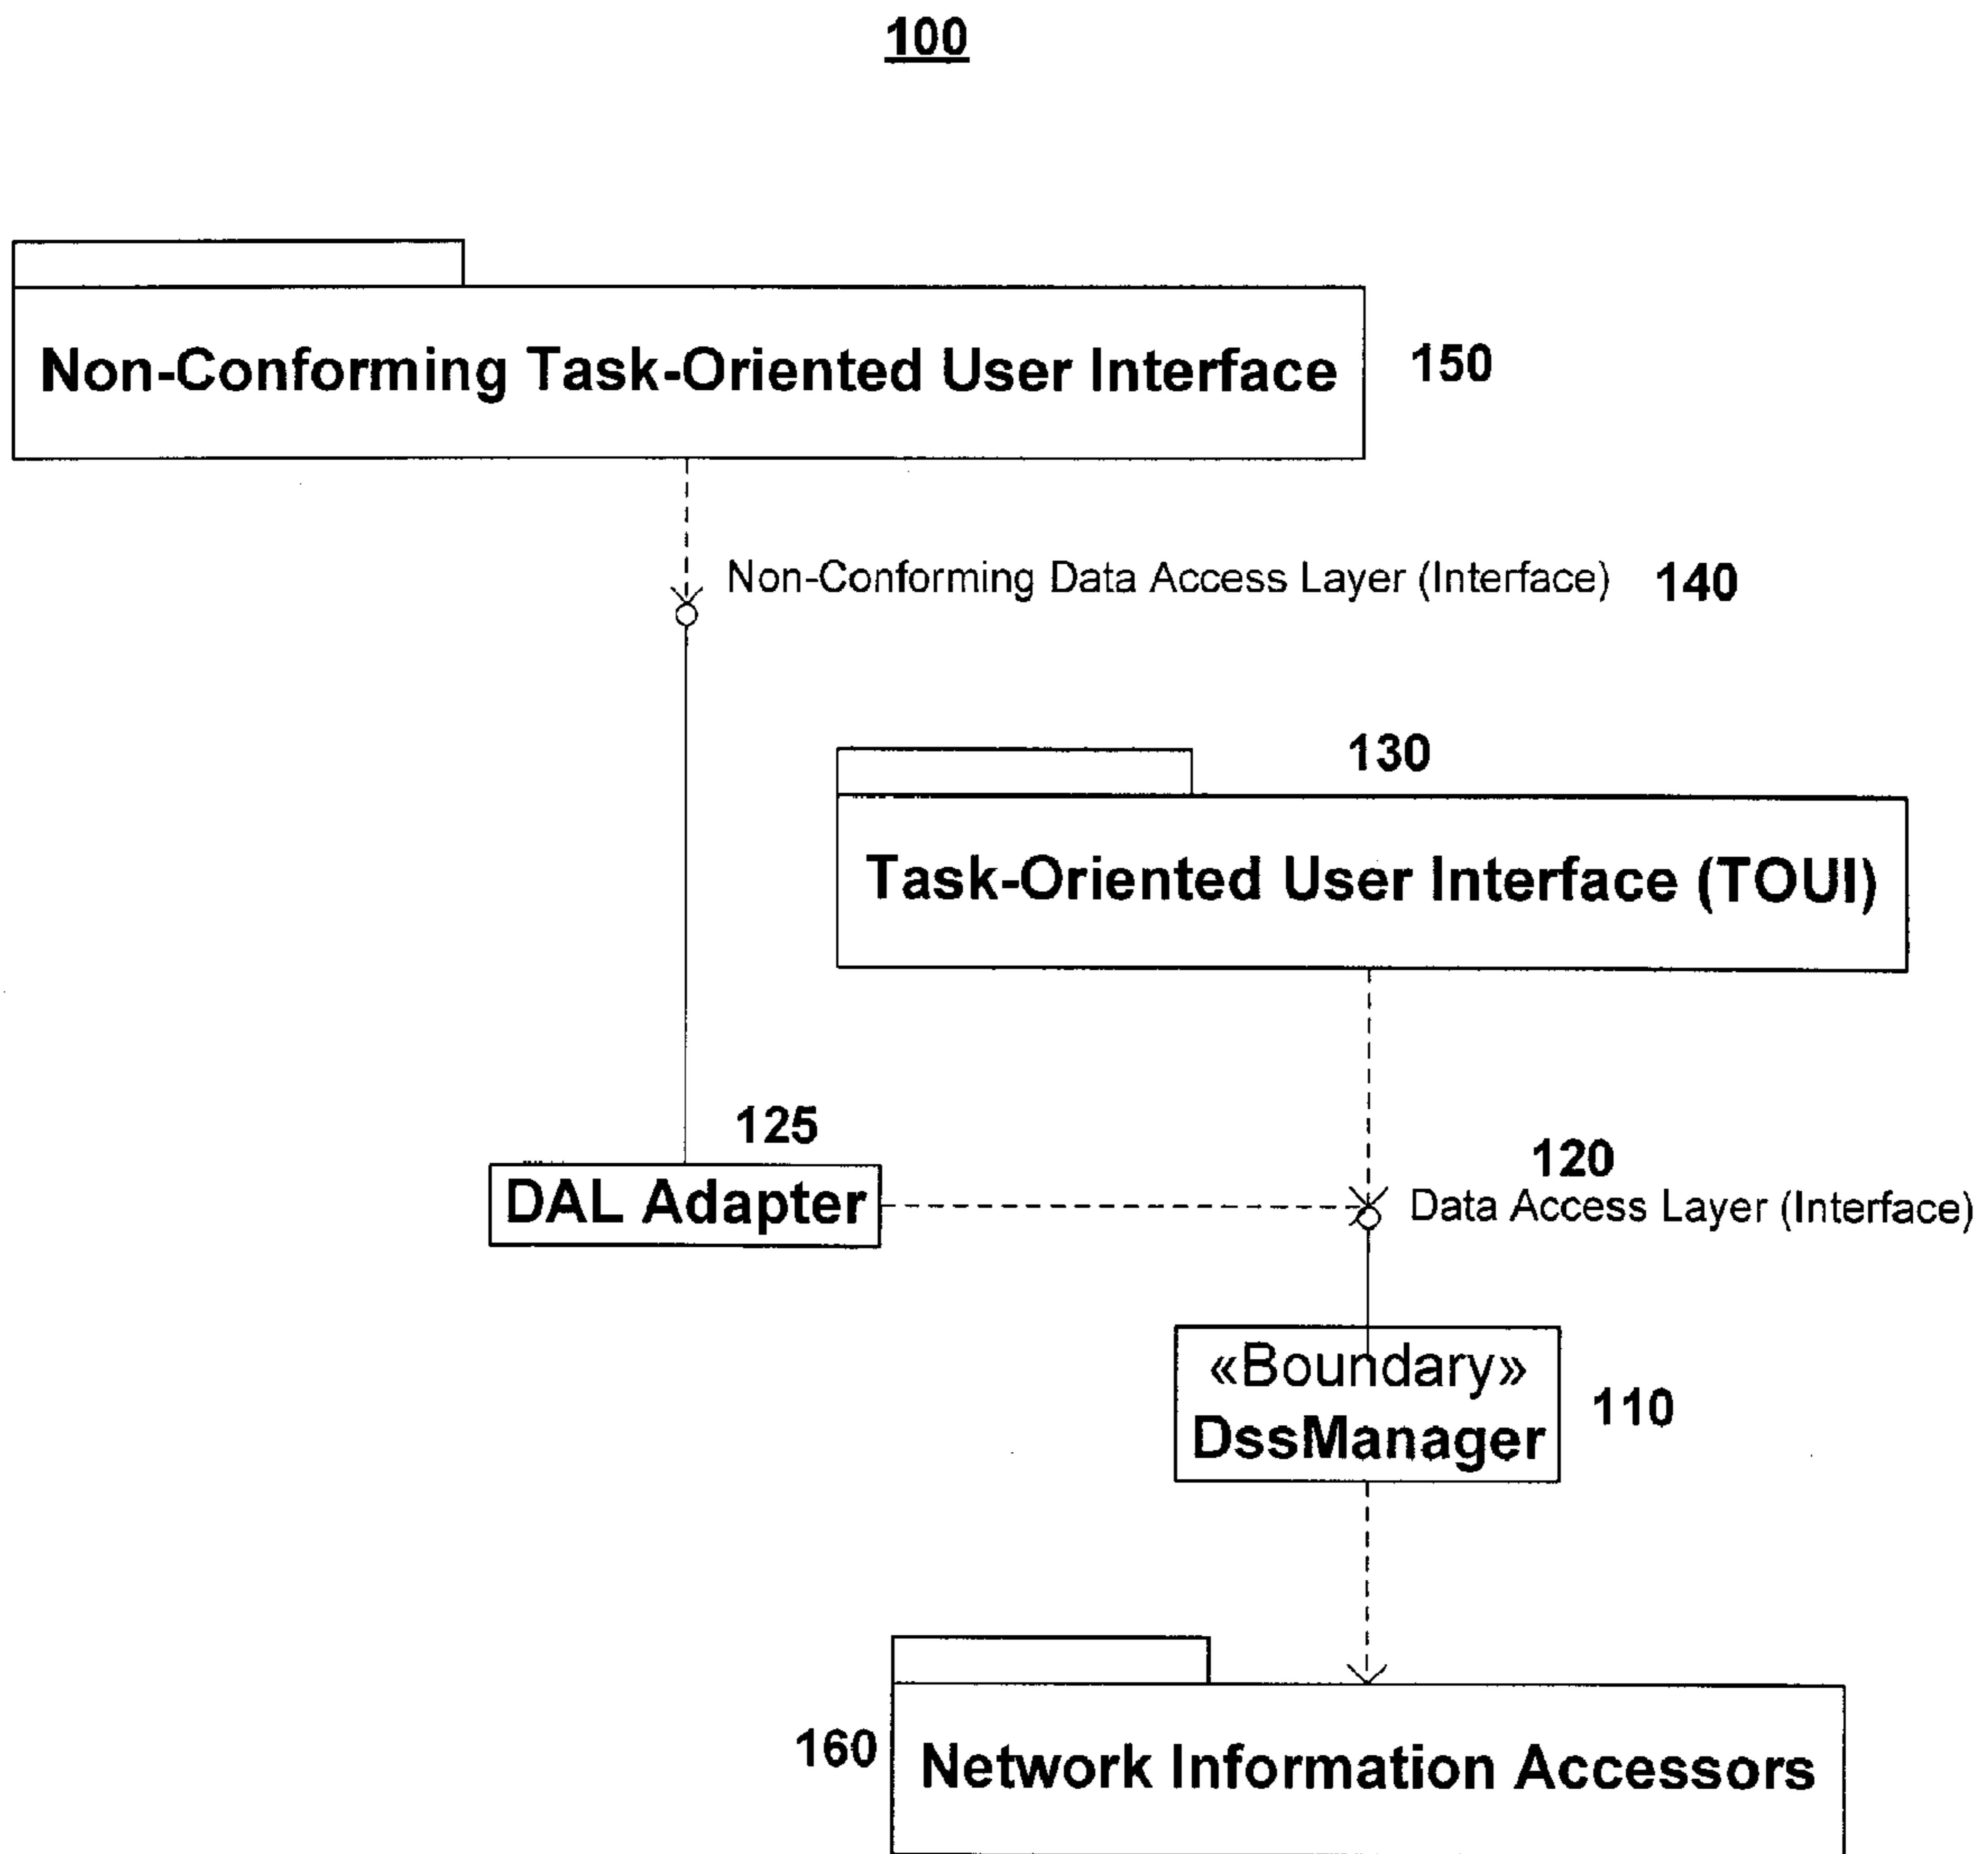 100
Non-Conforming Task-Oriented User Interface 150
Non-Conforming Data Access Layer (Interface) 140
130
Task-Oriented User Interface (TOUI)
125
DAL Adapter
120
Data Access Layer (Interface)
«Boundary»
DssManager
110
160
Network Information Accessors